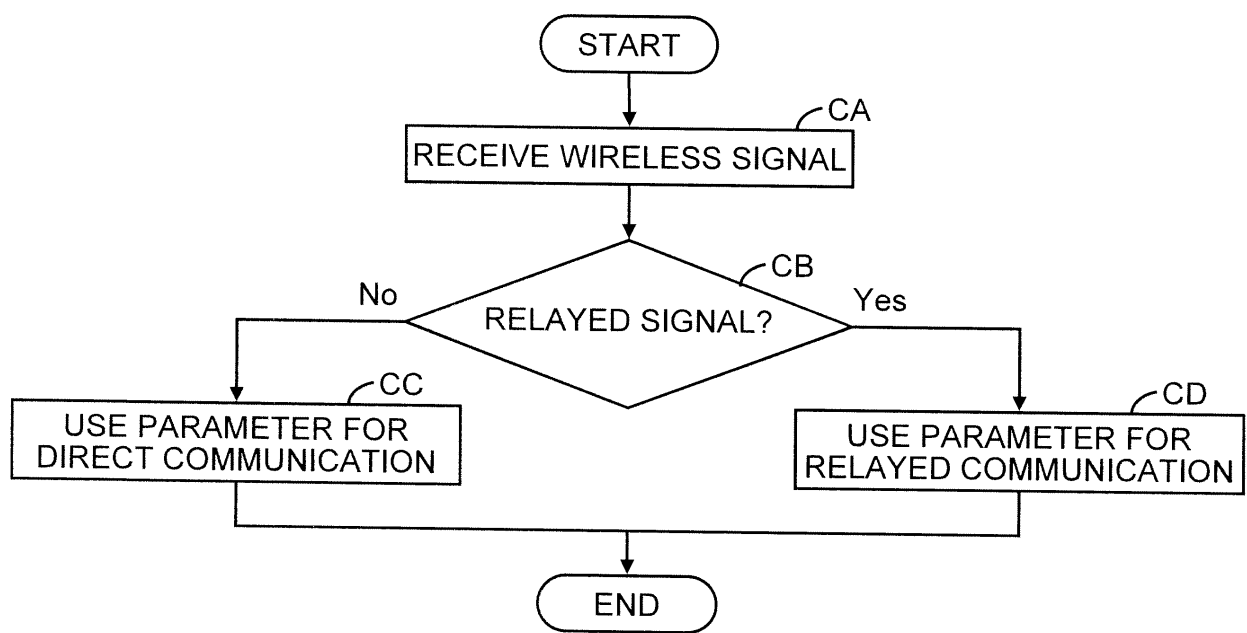 START
CA
RECEIVE WIRELESS SIGNAL
CB
RELAYED SIGNAL?
No
Yes
CC
USE PARAMETER FOR
DIRECT COMMUNICATION
CD
USE PARAMETER FOR
RELAYED COMMUNICATION
END